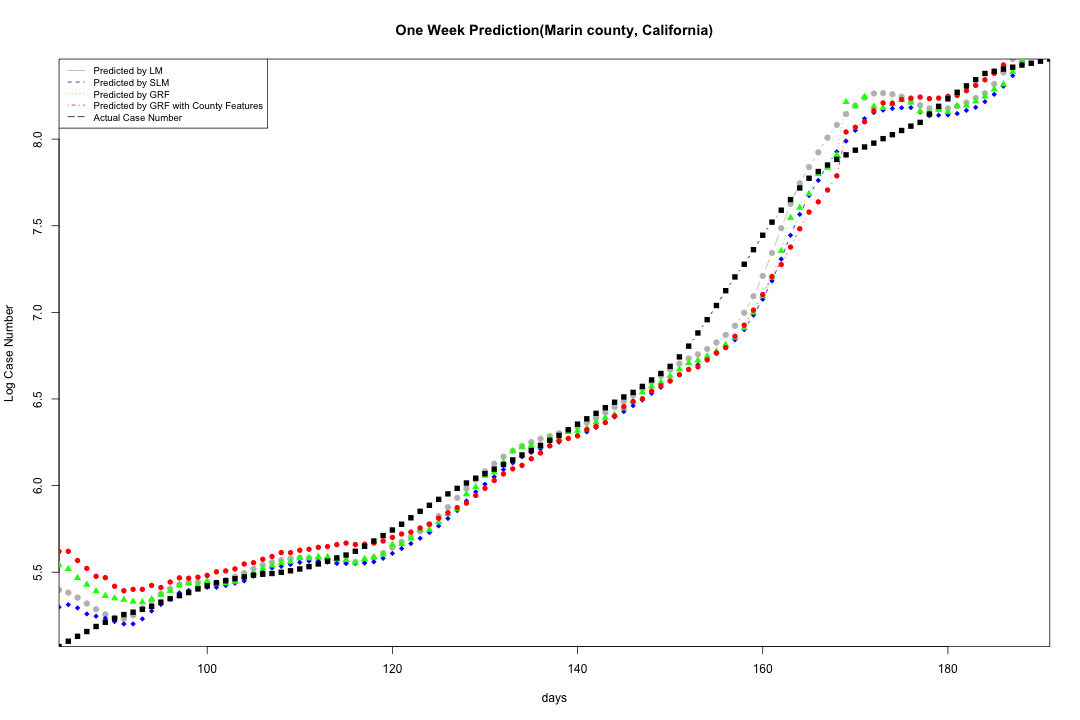 One Week Prediction(Marin county, California)
Predicted by LM
Predicted by SLM
Predicted by GRF
Predicted by GRF with County Features
Actual Case Number
Log Case Number
8.0
7.5
7.0
6.5
6.0
5.5
100 120 140 160 180
days